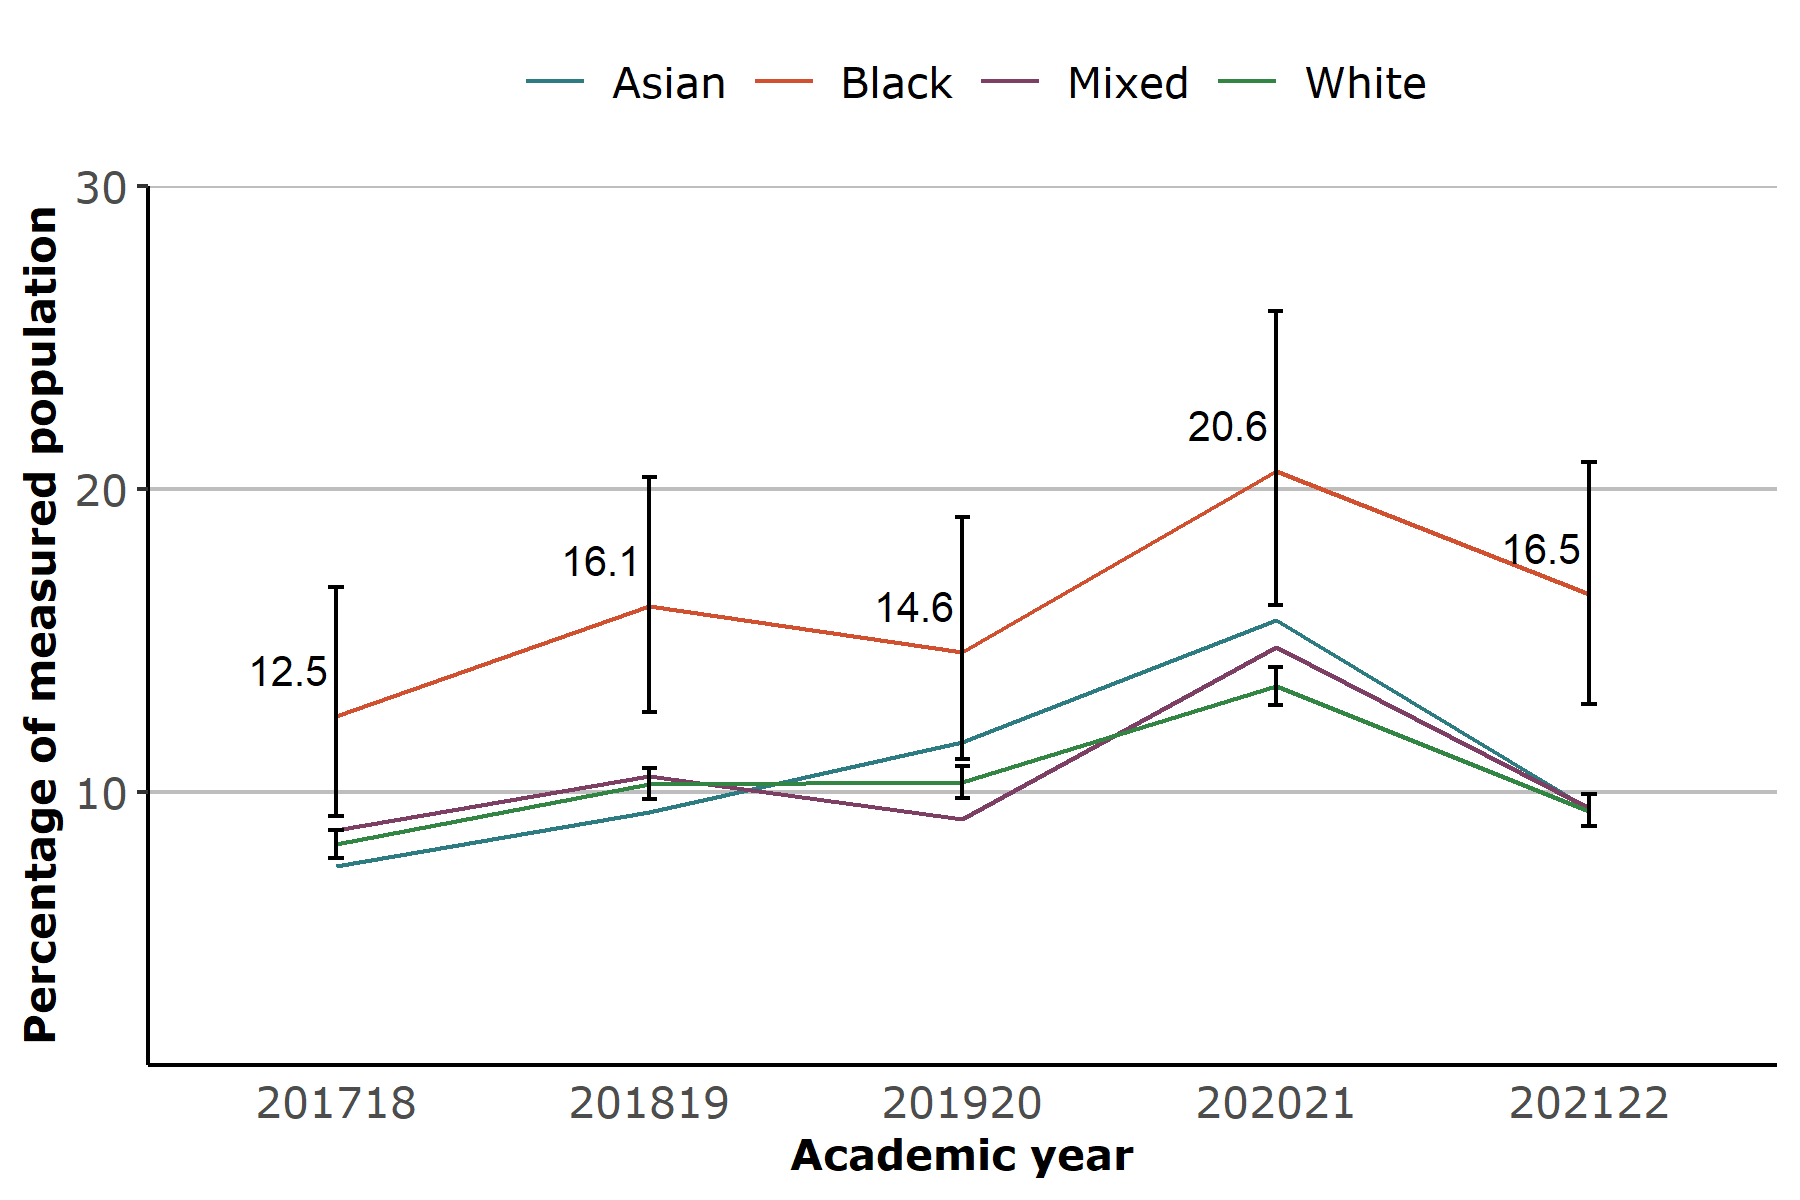 Asian Black Mixed White
Percentage of measured population
30
20
10
12.5
16.1
14.6
20.6
16.5
201718 201819 201920 202021 202122
Academic year